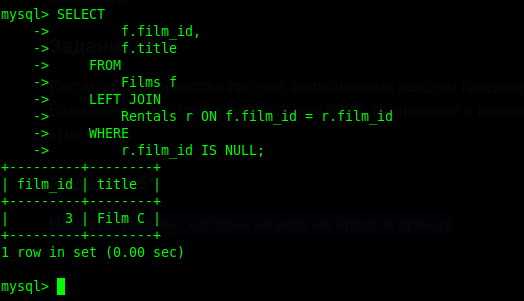 mysql> SELECT
    ->         f.film_id,
    ->         f.title
    ->     FROM
    ->         Films f
    ->     LEFT JOIN
    ->         Rentals r ON f.film_id = r.film_id
    ->     WHERE
    ->         r.film_id IS NULL;
+---------+--------+
| film_id | title  |
+---------+--------+
|       3 | Film C |
+---------+--------+
1 row in set (0.00 sec)
mysql>